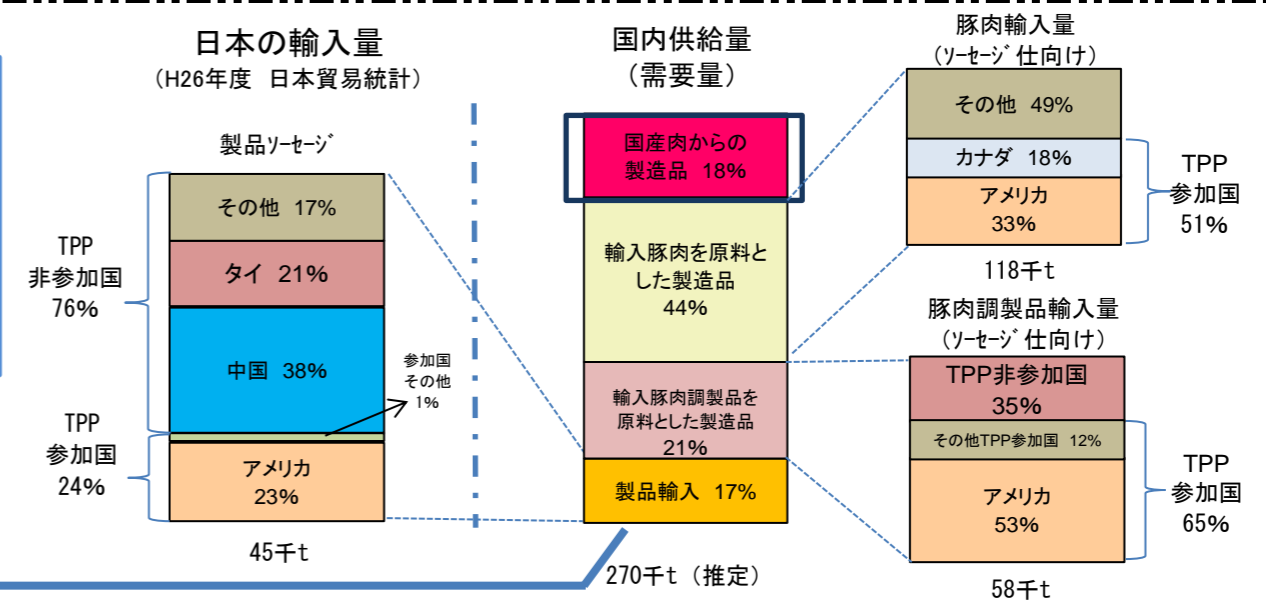 日本の輸入量
（H26年度 日本貿易統計）
製品ｿｰｾｰｼﾞ
その他 17%
タイ 21%
中国 38%
アメリカ
23%
45千t
TPP
非参加国
76%
TPP
参加国
24%
参加国
その他
1%
国内供給量
（需要量）
国産肉からの
製造品 18%
輸入豚肉を原料と
した製造品
44%
輸入豚肉調製品を
原料とした製造品
21%
製品輸入 17%
270千t（推定）
豚肉輸入量
（ｿｰｾｰｼﾞ仕向け）
その他 49%
カナダ 18%
アメリカ
33%
118千t
TPP
参加国
51%
豚肉調製品輸入量
（ｿｰｾｰｼﾞ仕向け）
TPP非参加国
35%
その他TPP参加国 12%
アメリカ
53%
58千t
TPP
参加国
65%